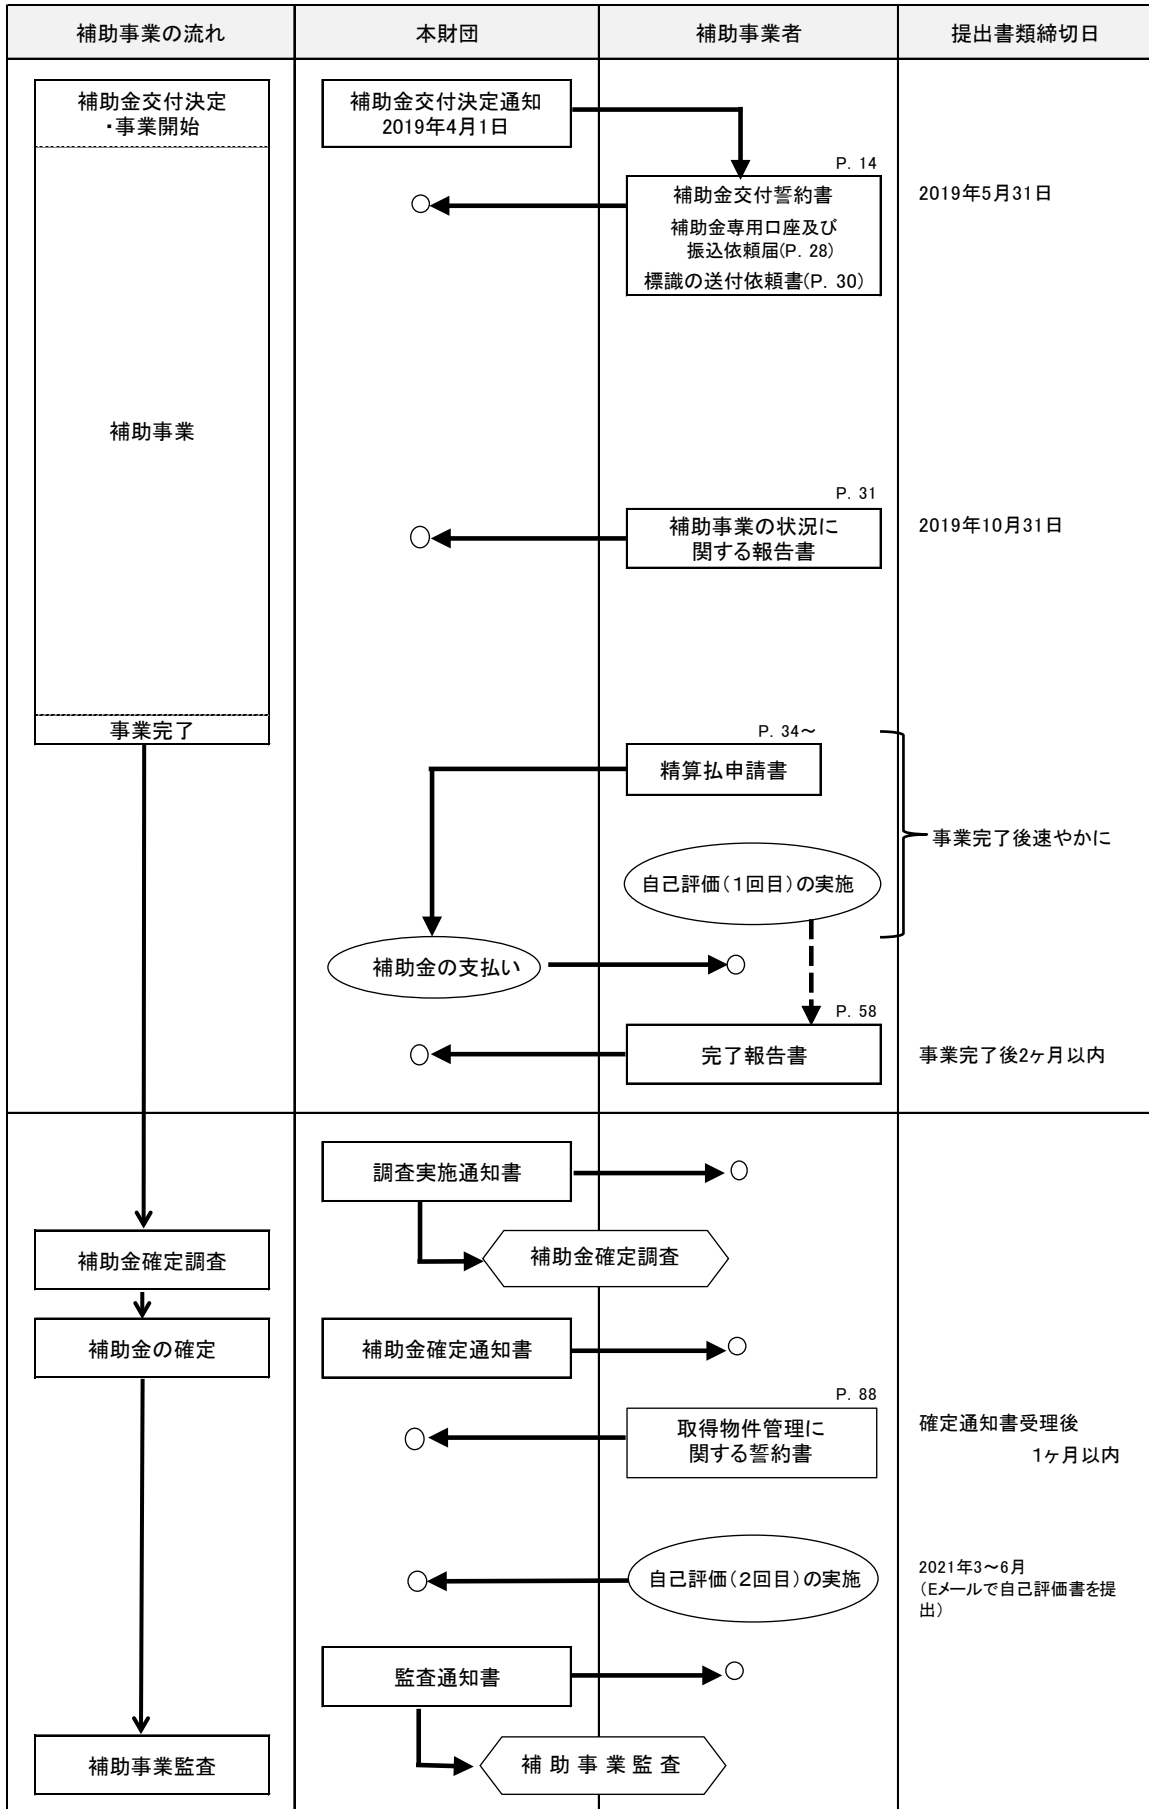 補助事業の流れ
本財団
補助事業者
提出書類締切日
補助金交付決定
・事業開始
補助金交付決定通知
2019年4月1日
P. 14
補助金交付誓約書
補助金専用口座及び
振込依頼届(P. 28)
標識の送付依頼書(P. 30)
2019年5月31日
補助事業
P. 31
補助事業の状況に
関する報告書
2019年10月31日
事業完了
P. 34～
精算払申請書
事業完了後速やかに
自己評価(１回目)の実施
補助金の支払い
P. 58
完了報告書
事業完了後2ヶ月以内
調査実施通知書
補助金確定調査
補助金確定調査
補助金の確定
補助金確定通知書
P. 88
取得物件管理に
関する誓約書
確定通知書受理後
1ヶ月以内
自己評価(２回目)の実施
2021年3～6月
(Eメールで自己評価書を提
出)
監査通知書
補助事業監査
補 助 事 業 監 査